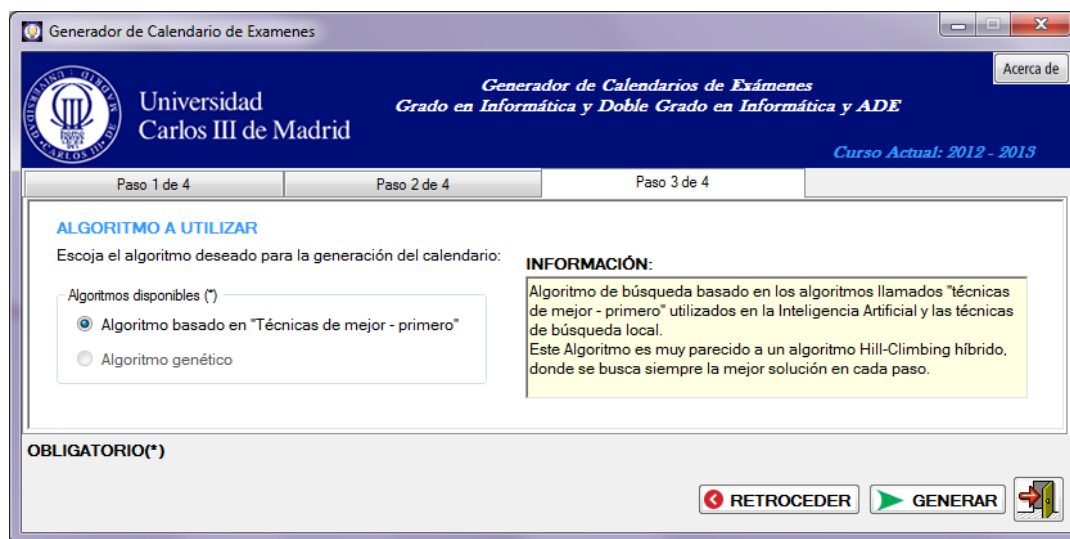 Generador de Calendario de Examenes
Acerca de
Universidad
Carlos III de Madrid
Generador de Calendarios de Exámenes
Grado en Informática y Doble Grado en Informática y ADE
Curso Actual: 2012 - 2013
Paso 1 de 4
Paso 2 de 4
Paso 3 de 4
ALGORITMO A UTILIZAR
Escoja el algoritmo deseado para la generación del calendario:
Algoritmos disponibles (*)
Algoritmo basado en "Técnicas de mejor - primero"
Algoritmo genético
INFORMACIÓN:
Algoritmo de búsqueda basado en los algoritmos llamados "técnicas
de mejor - primero" utilizados en la Inteligencia Artificial y las técnicas
de búsqueda local.
Este Algoritmo es muy parecido a un algoritmo Hill-Climbing híbrido,
donde se busca siempre la mejor solución en cada paso.
OBLIGATORIO(*)
RETROCEDER
GENERAR